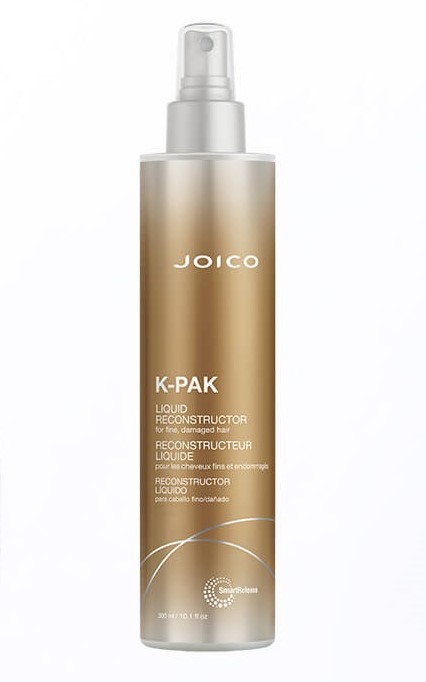 JOICO
K-PAK
LIQUID
RECONSTRUCTOR
for fine, damaged hair
RECONSTRUCTEUR
LIQUIDE
pour les cheveux fins et endommagés
RECONSTRUCTOR
LÍQUIDO
para cabello fino/dañado
SmartRelease
300 ml / 10.1 fl oz